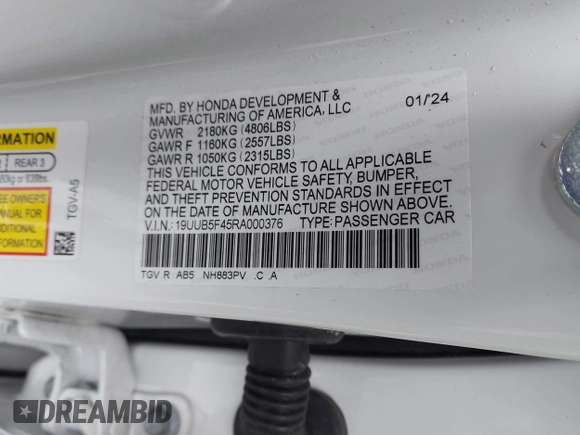 MFD. BY HONDA DEVELOPMENT &
MANUFACTURING OF AMERICA, LLC 01/'24
GVWR 2180KG (4806LBS)
GAWR F 1160KG (2557LBS)
GAWR R 1050KG (2315LBS)
THIS VEHICLE CONFORMS TO ALL APPLICABLE
FEDERAL MOTOR VEHICLE SAFETY, BUMPER,
AND THEFT PREVENTION STANDARDS IN EFFECT
ON THE DATE OF MANUFACTURE SHOWN ABOVE.
V.I.N.: 19UUB5F45RA000376 TYPE: PASSENGER CAR
TGV R AB5 NH883PV .C .A
REAR 3
TGV-A5
DREAMBID